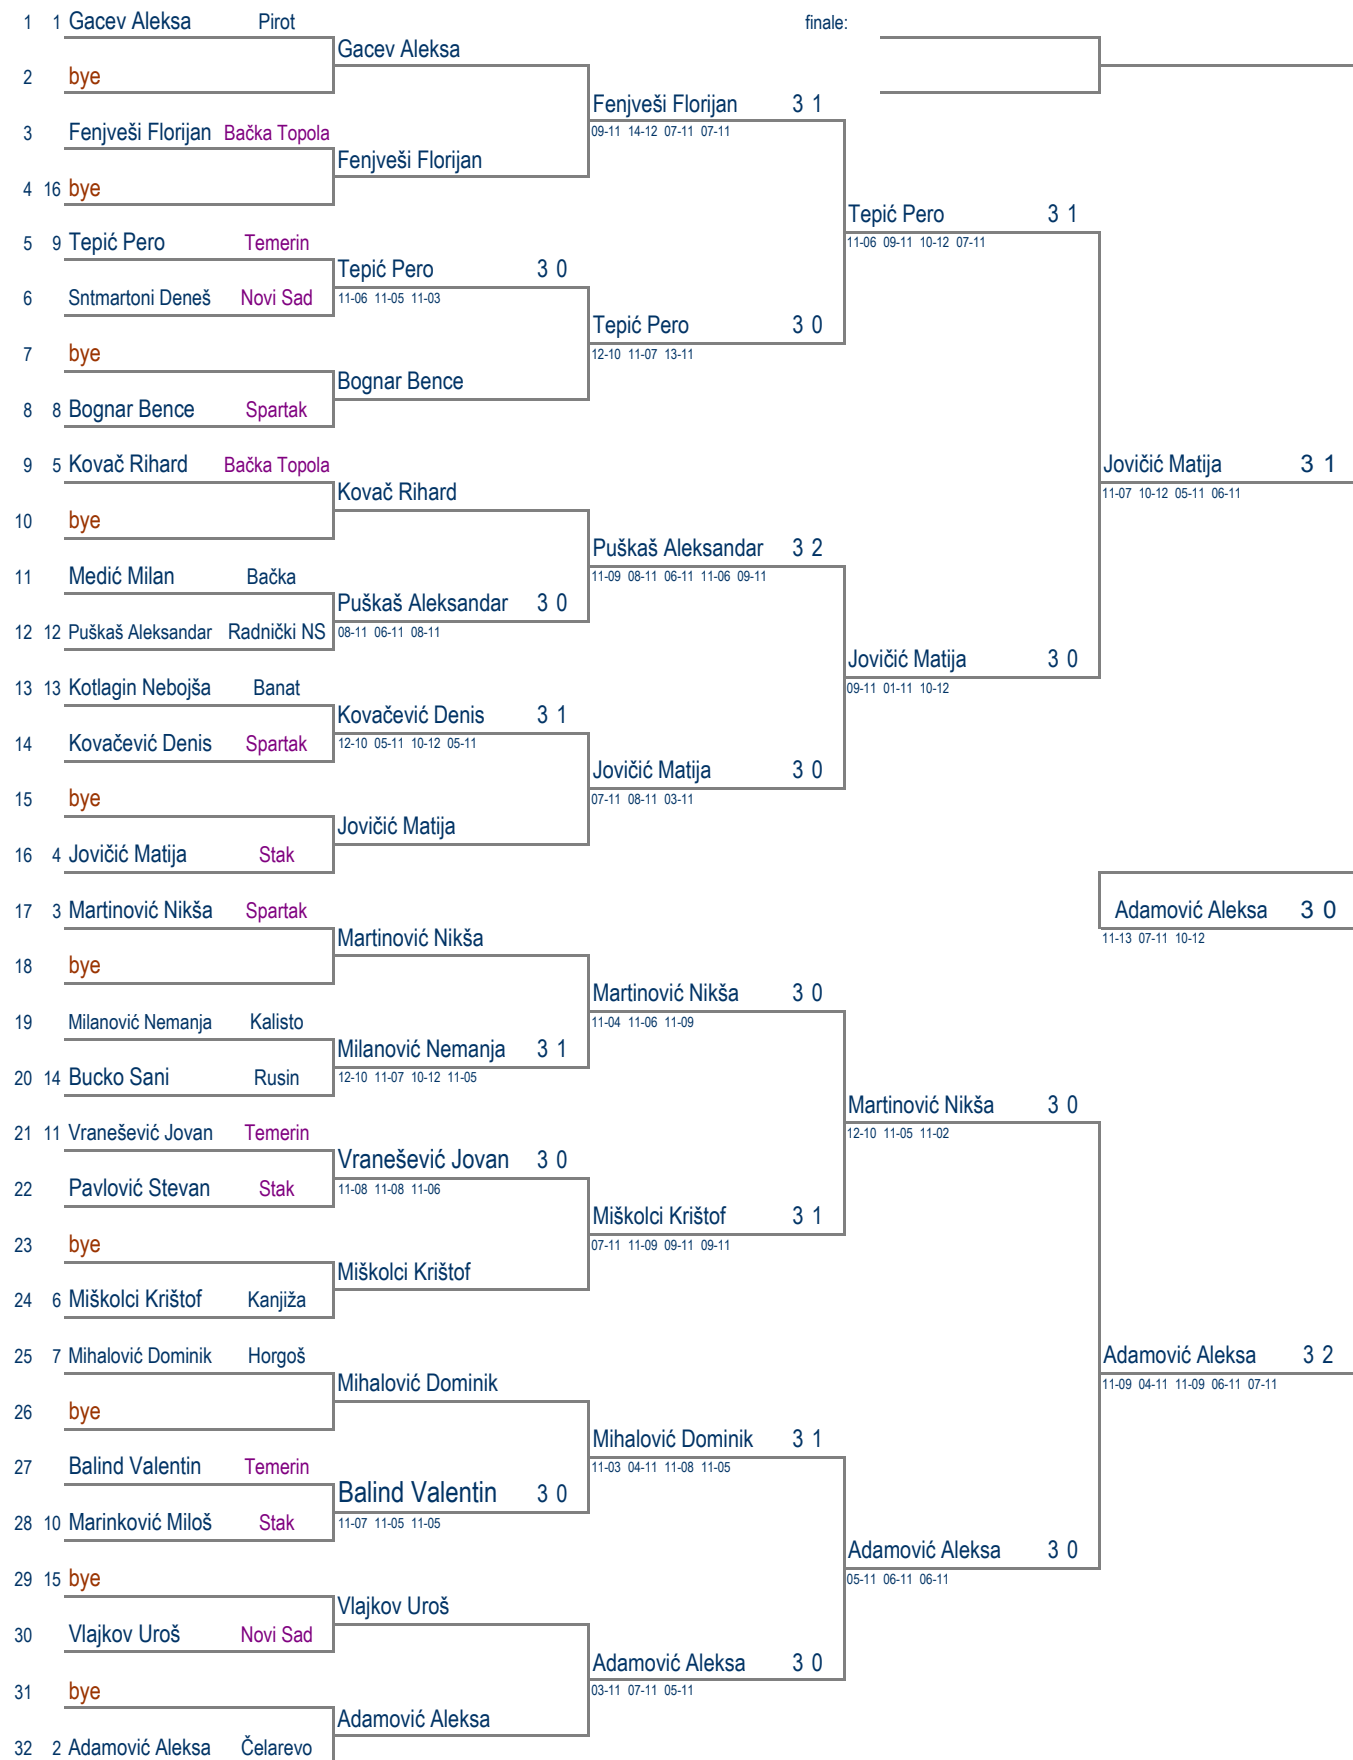 1 1 Gacev Aleksa Pirot finale:
Gacev Aleksa
2 bye
Fenjveši Florijan 3 1
3 Fenjveši Florijan Bačka Topola 09-11 14-12 07-11 07-11
Fenjveši Florijan
4 16 bye
Tepić Pero 3 1
5 9 Tepić Pero Temerin 11-06 09-11 10-12 07-11
Tepić Pero 3 0
6 Sntmartoni Deneš Novi Sad 11-06 11-05 11-03
Tepić Pero 3 0
7 bye 12-10 11-07 13-11
Bognar Bence
8 8 Bognar Bence Spartak
9 5 Kovač Rihard Bačka Topola Jovičić Matija 3 1
Kovač Rihard 11-07 10-12 05-11 06-11
10 bye
Puškaš Aleksandar 3 2
11 Medić Milan Bačka 11-09 08-11 06-11 11-06 09-11
Puškaš Aleksandar 3 0
12 12 Puškaš Aleksandar Radnički NS 08-11 06-11 08-11
Jovičić Matija 3 0
13 13 Kotlagin Nebojša Banat 09-11 01-11 10-12
Kovačević Denis 3 1
14 Kovačević Denis Spartak 12-10 05-11 10-12 05-11
Jovičić Matija 3 0
15 bye 07-11 08-11 03-11
Jovičić Matija
16 4 Jovičić Matija Stak
17 3 Martinović Nikša Spartak Adamović Aleksa 3 0
Martinović Nikša 11-13 07-11 10-12
18 bye
Martinović Nikša 3 0
19 Milanović Nemanja Kalisto 11-04 11-06 11-09
Milanović Nemanja 3 1
20 14 Bucko Sani Rusin 12-10 11-07 10-12 11-05
Martinović Nikša 3 0
21 11 Vranešević Jovan Temerin 12-10 11-05 11-02
Vranešević Jovan 3 0
22 Pavlović Stevan Stak 11-08 11-08 11-06
Miškolci Krištof 3 1
23 bye 07-11 11-09 09-11 09-11
Miškolci Krištof
24 6 Miškolci Krištof Kanjiža
25 7 Mihalović Dominik Horgoš Adamović Aleksa 3 2
Mihalović Dominik 11-09 04-11 11-09 06-11 07-11
26 bye
Mihalović Dominik 3 1
27 Balind Valentin Temerin 11-03 04-11 11-08 11-05
Balind Valentin 3 0
28 10 Marinković Miloš Stak 11-07 11-05 11-05
Adamović Aleksa 3 0
29 15 bye 05-11 06-11 06-11
Vlajkov Uroš
30 Vlajkov Uroš Novi Sad
Adamović Aleksa 3 0
31 bye 03-11 07-11 05-11
Adamović Aleksa
32 2 Adamović Aleksa Čelarevo